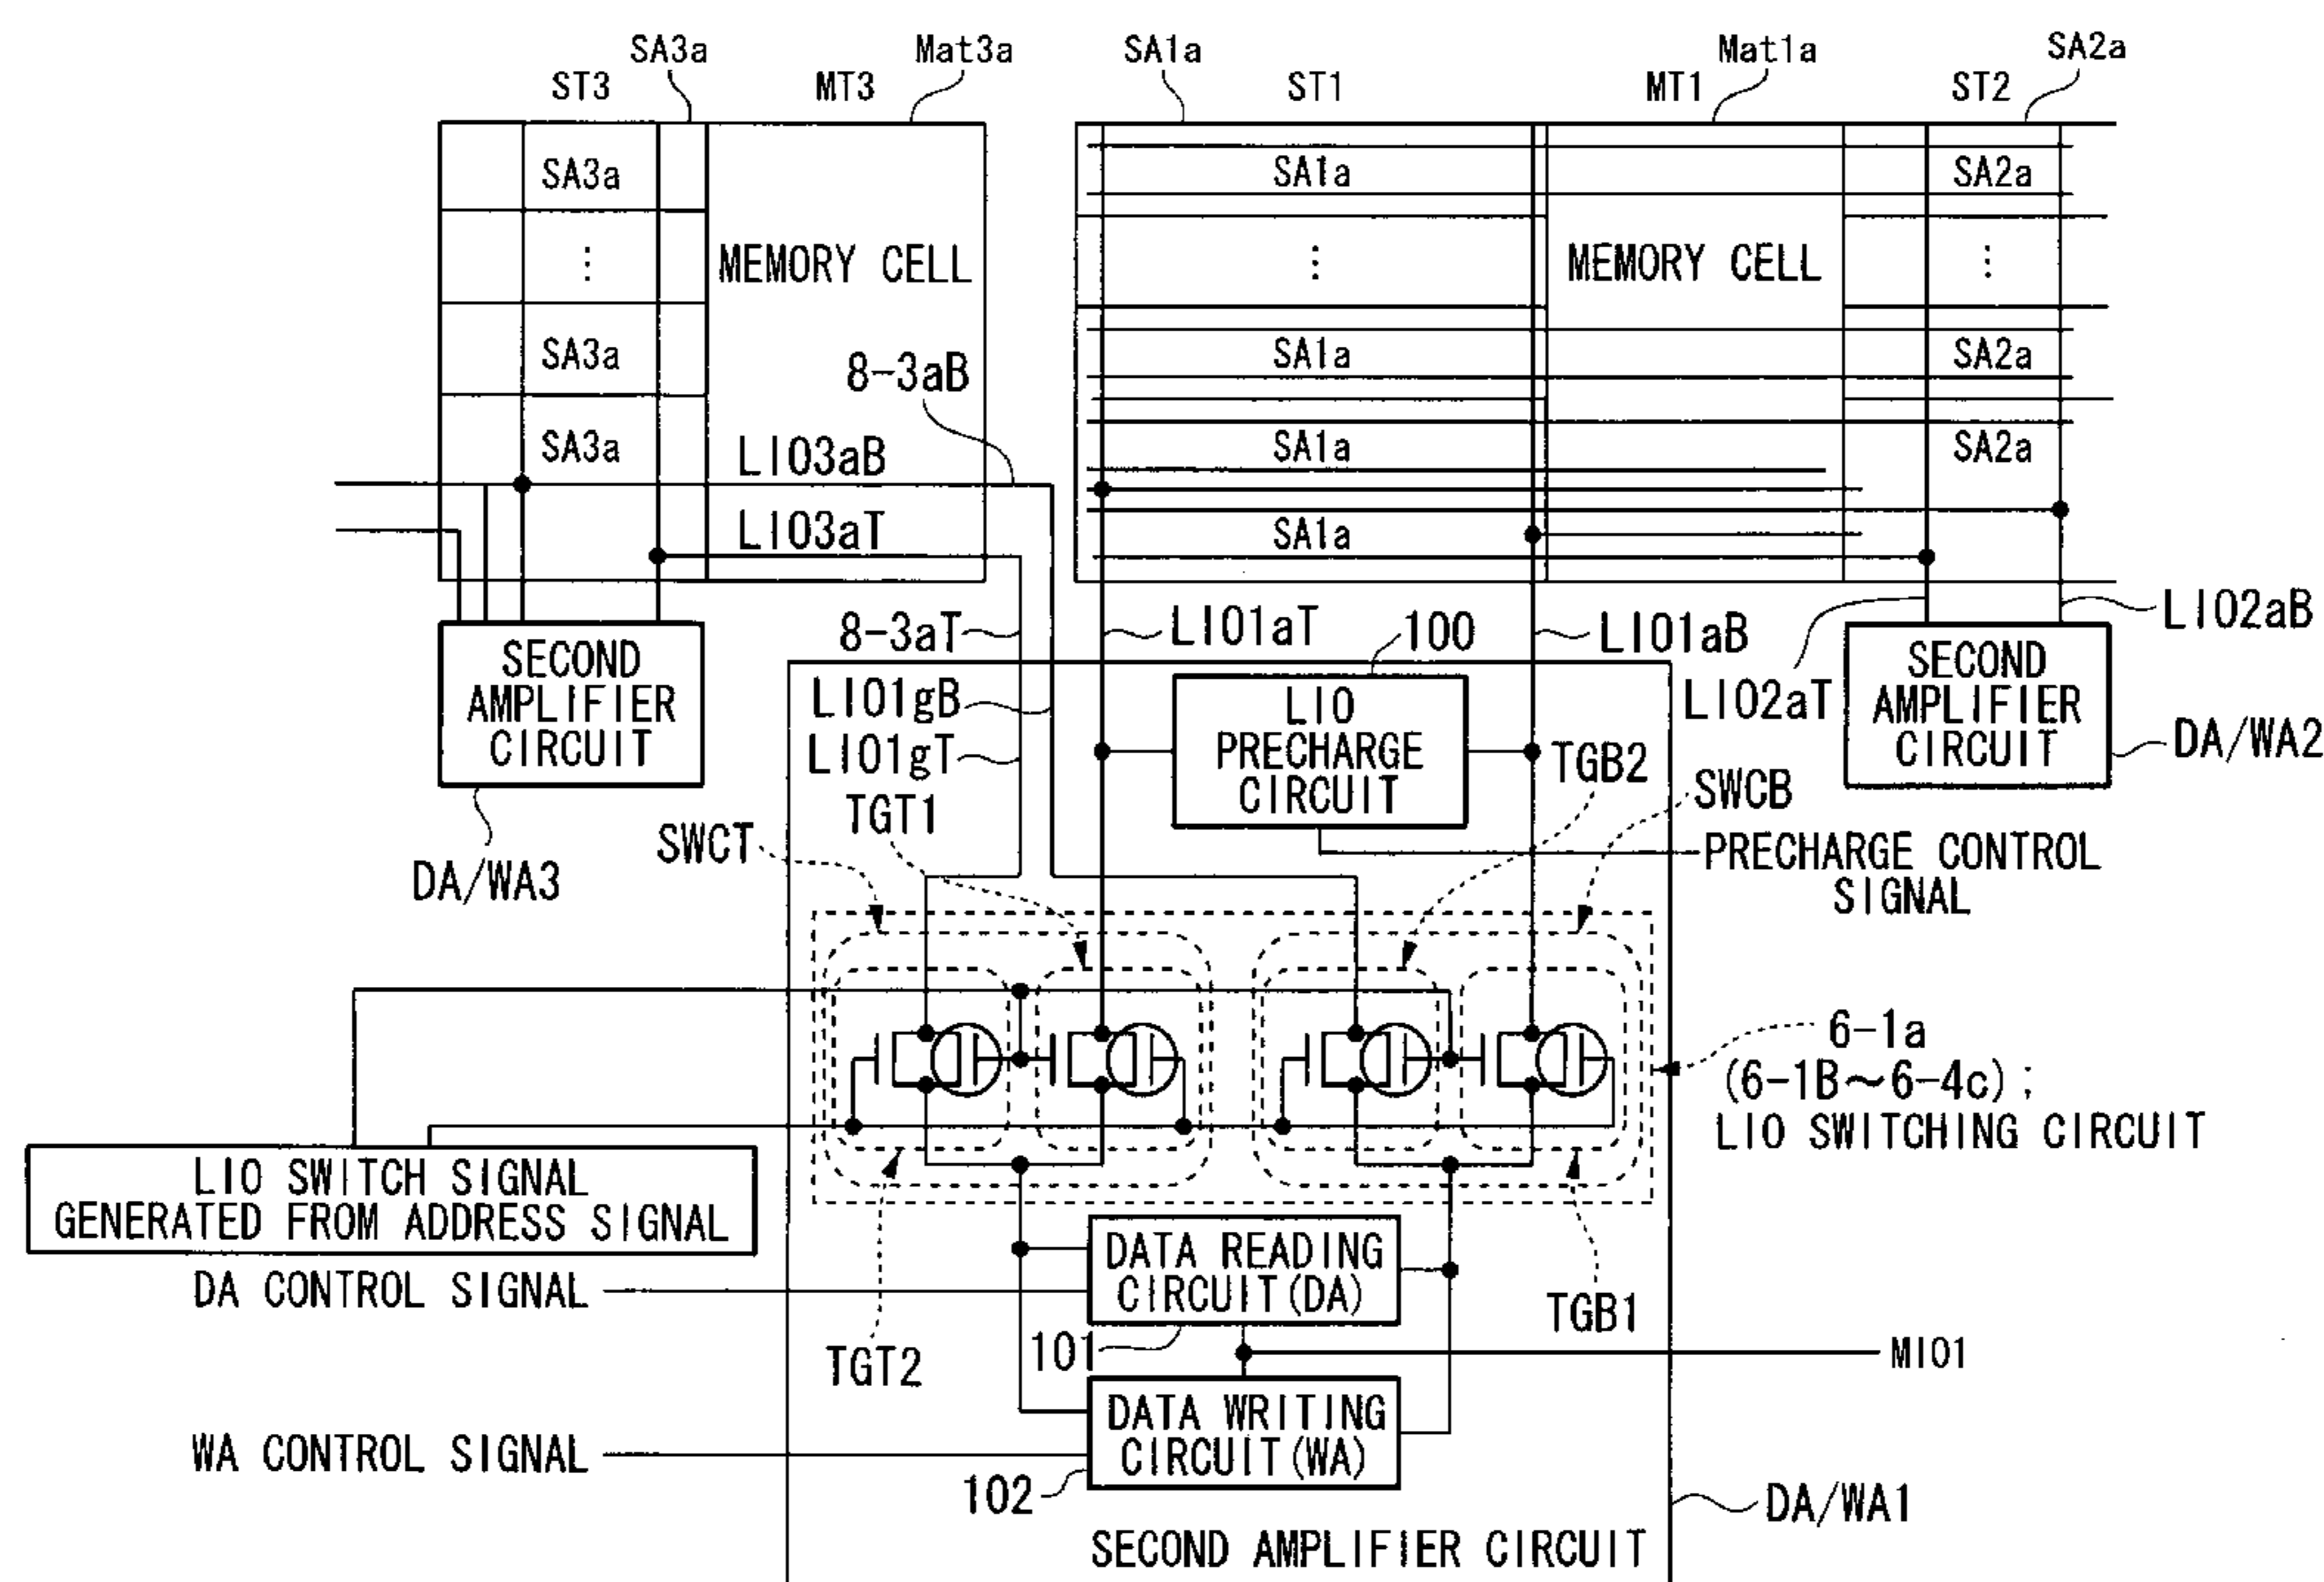 SA3a
Mat3a
SA1a
Mat1a
SA2a
ST3
MT3
ST1
MT1
ST2
SA3a
SA1a
SA2a
⋮
MEMORY CELL
⋮
MEMORY CELL
⋮
SA3a
8-3aB
SA1a
SA2a
SA3a
LIO3aB
SA1a
SA2a
LIO3aT
SA1a
8-3aT
LIO1aT
100
LIO1aB
LIO2aB
SECOND
AMPLIFIER
CIRCUIT
LIO1gB
LIO1gT
LIO
PRECHARGE
CIRCUIT
LIO2aT
SECOND
AMPLIFIER
CIRCUIT
DA/WA2
TGT1
TGB2
SWCB
SWCT
DA/WA3
PRECHARGE CONTROL
SIGNAL
6-1a
(6-1B~6-4c);
LIO SWITCHING CIRCUIT
LIO SWITCH SIGNAL
GENERATED FROM ADDRESS SIGNAL
DA CONTROL SIGNAL
DATA READING
CIRCUIT(DA)
TGB1
101
TGT2
MIO1
DATA WRITING
CIRCUIT(WA)
WA CONTROL SIGNAL
102
DA/WA1
SECOND AMPLIFIER CIRCUIT